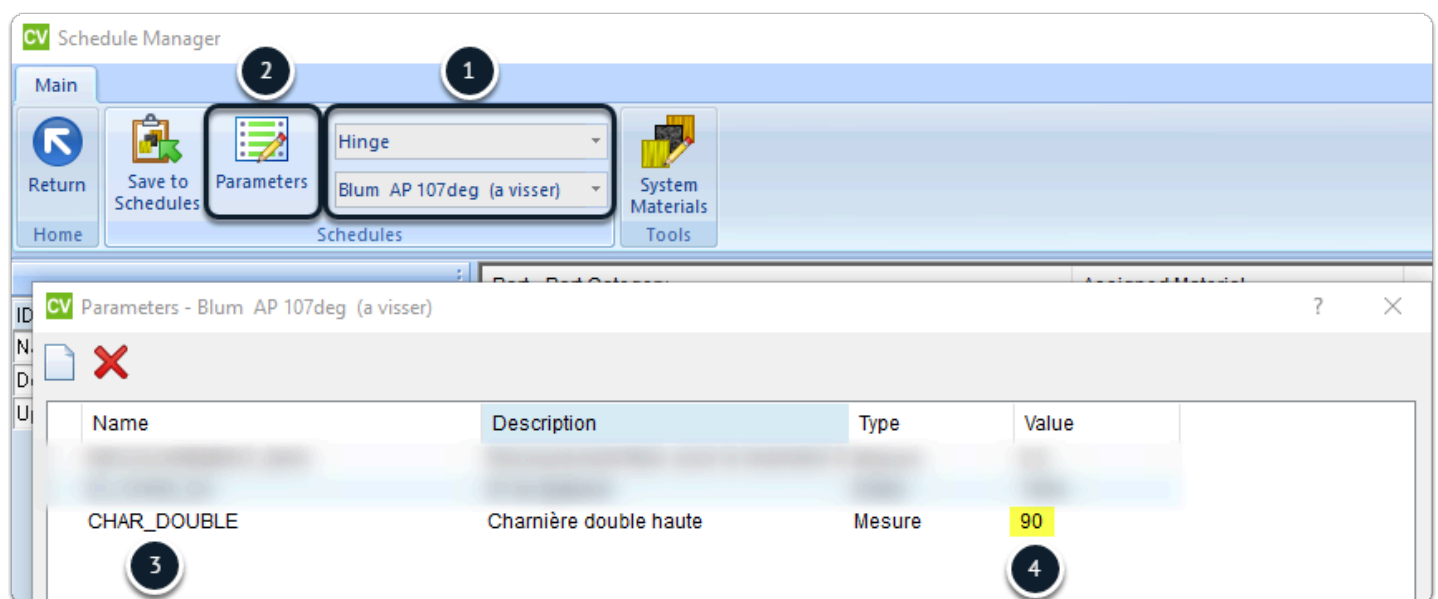 CV Schedule Manager
2 1
Main
Hinge
Return Save to Schedules Parameters Blum AP 107deg (a visser) System Materials
Home Schedules Tools
ID CV Parameters - Blum AP 107deg (a visser) ?
Name Description Type Value
CHAR_DOUBLE Charnière double haute Mesure 90
3 4